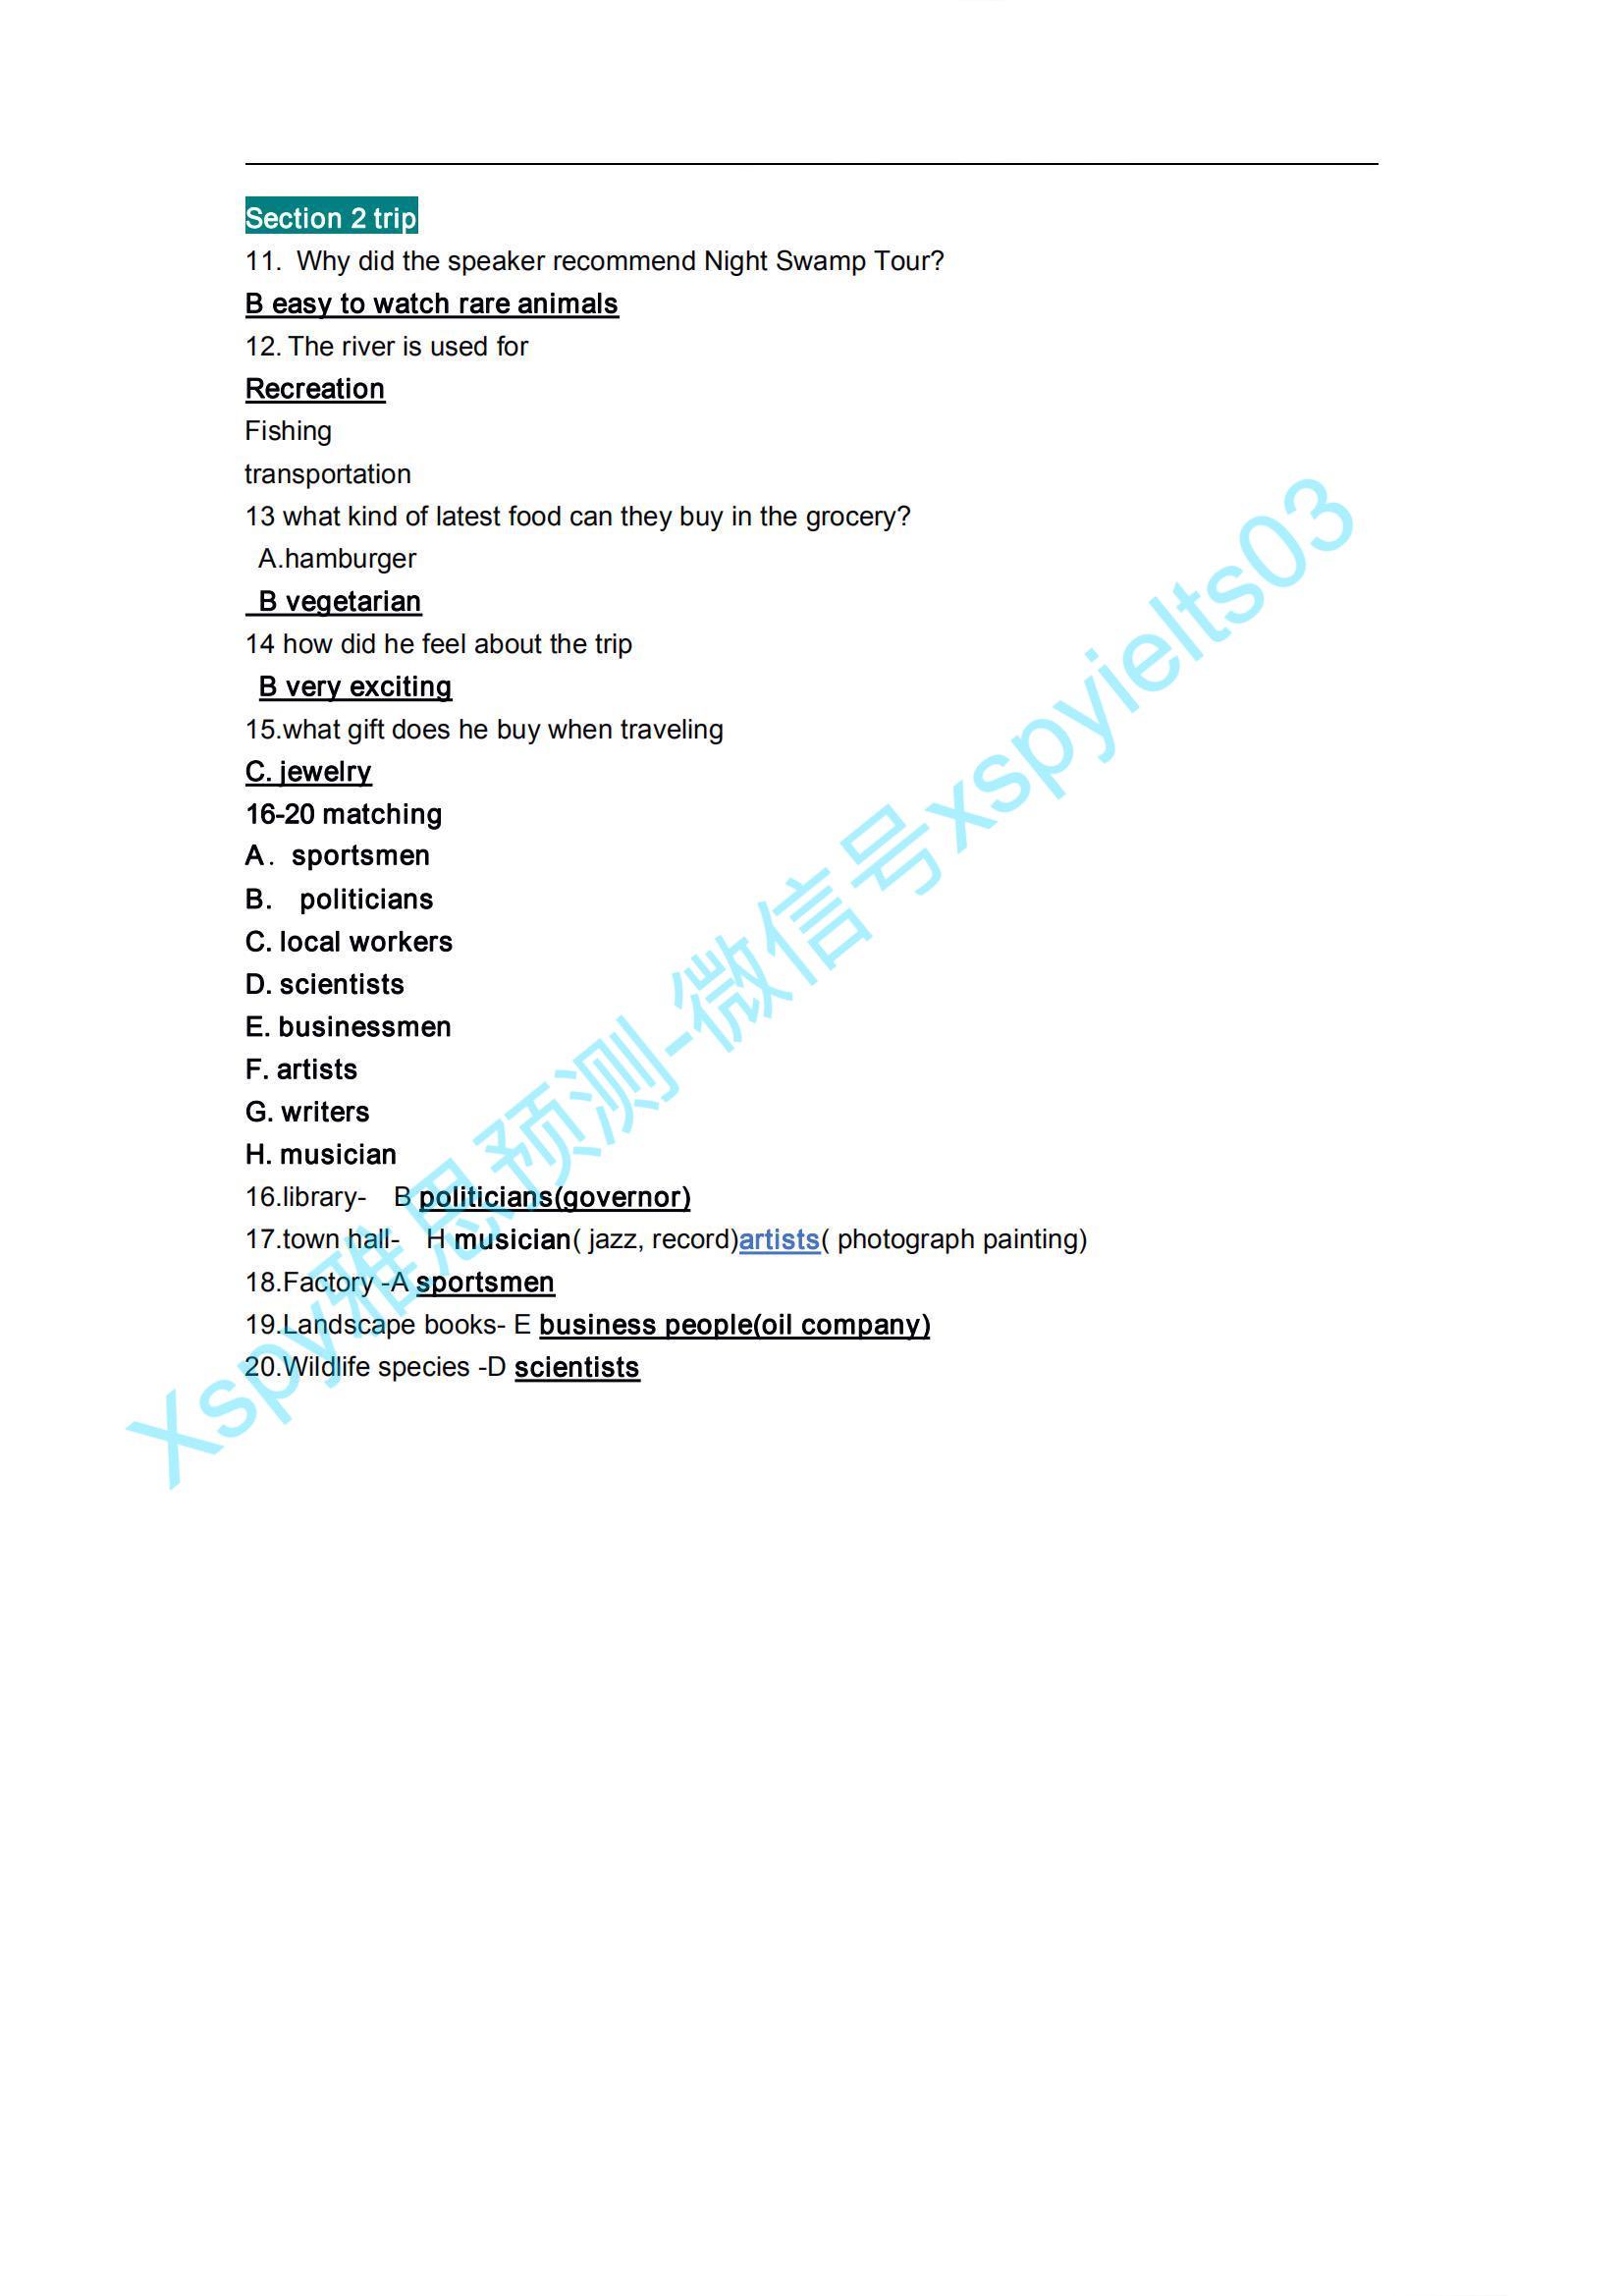 Section 2 trip
11. Why did the speaker recommend Night Swamp Tour?
B easy to watch rare animals
12. The river is used for
Recreation
Fishing
transportation
13 what kind of latest food can they buy in the grocery?
A.hamburger
B vegetarian
14 how did he feel about the trip
B very exciting
15.what gift does he buy when traveling
C. jewelry
16-20 matching
A. sportsmen
B. politicians
C. local workers
D. scientists
E. businessmen
F. artists
G. writers
H. musician
16.library- B politicians(governor)
17.town hall- H musician( jazz, record)artists( photograph painting)
18.Factory -A sportsmen
19.Landscape books- E business people(oil company)
20.Wildlife species -D scientists
Xspy雅思预测-微信号xspyielts03